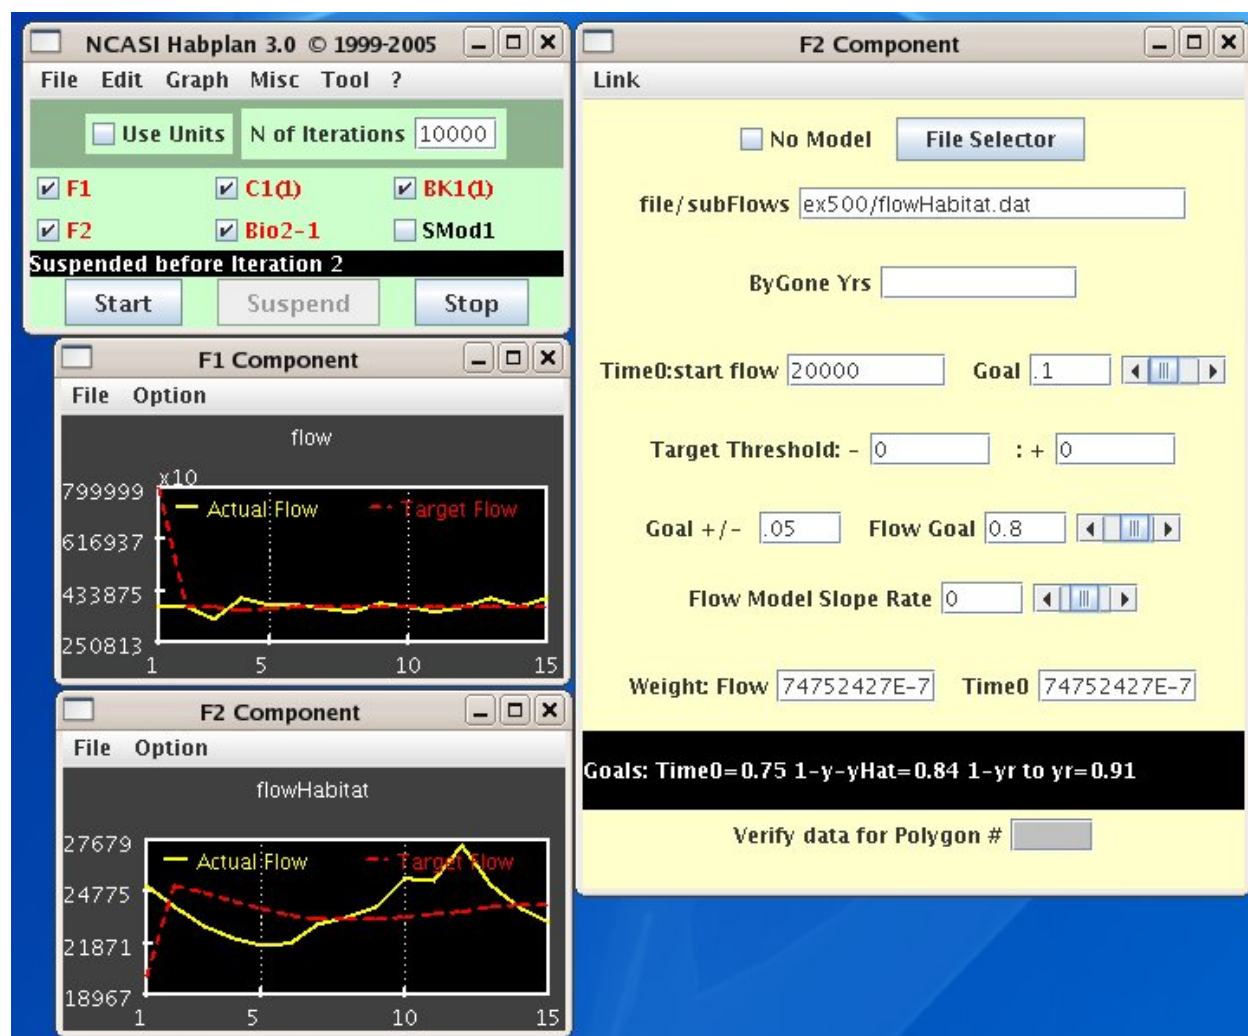 NCASI Habplan 3.0 © 1999-2005
File Edit Graph Misc Tool ?
Use Units N of Iterations 10000
F1 C1(1) BK1(1)
F2 Bio2-1 SMod1
Suspended before Iteration 2
Start Suspend Stop
F1 Component
File Option
flow
x10
799999
Actual Flow Target Flow
616937
433875
250813
1 5 10 15
F2 Component
File Option
flowHabitat
27679
Actual Flow Target Flow
24775
21871
18967
1 5 10 15
F2 Component
Link
No Model File Selector
file/subFlows ex500/flowHabitat.dat
ByGone Yrs
Time0:start flow 20000 Goal .1
Target Threshold: - 0 : + 0
Goal +/- .05 Flow Goal 0.8
Flow Model Slope Rate 0
Weight: Flow 74752427E-7 Time0 74752427E-7
Goals: Time0=0.75 1-y-yHat=0.84 1-yr to yr=0.91
Verify data for Polygon #